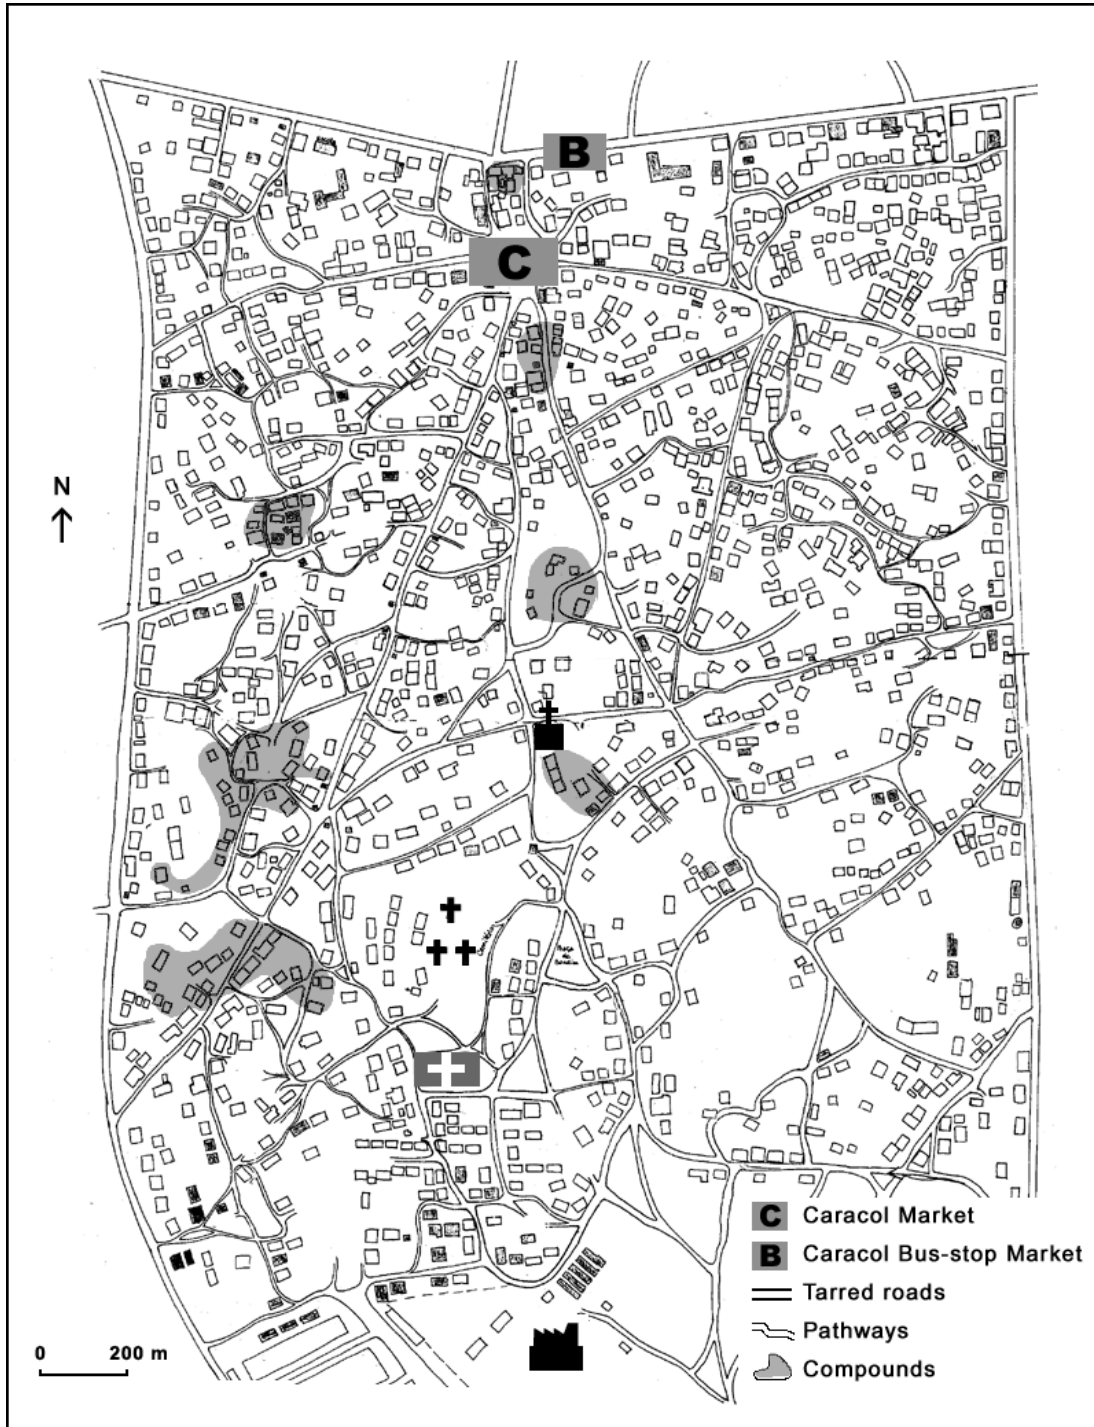 B
C
N
C Caracol Market
B Caracol Bus-stop Market
Tarred roads
Pathways
Compounds
0 200 m